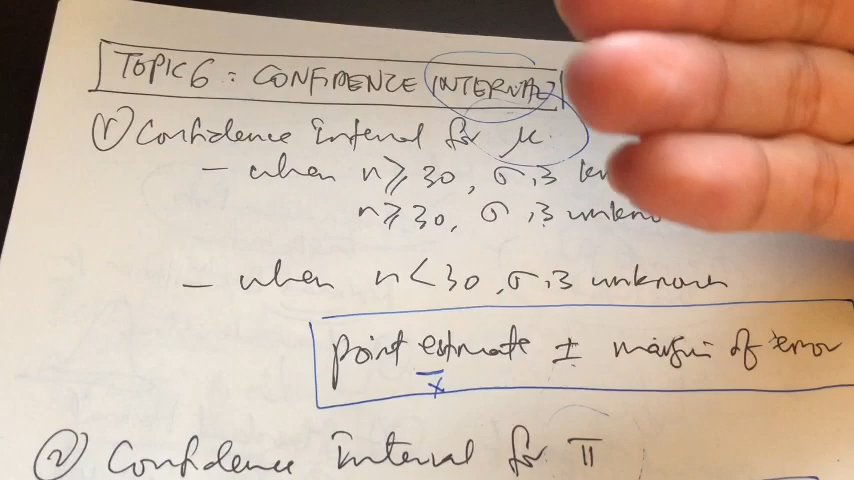 TOPIC 6 : CONFIDENCE INTERVAL
① Confidence Interval for μ.
– when n ≥ 30, σ is
n ≥ 30, σ is
– when n < 30, σ is unknown
point estimate ± margin of error
x̄
② Confidence Interval for π